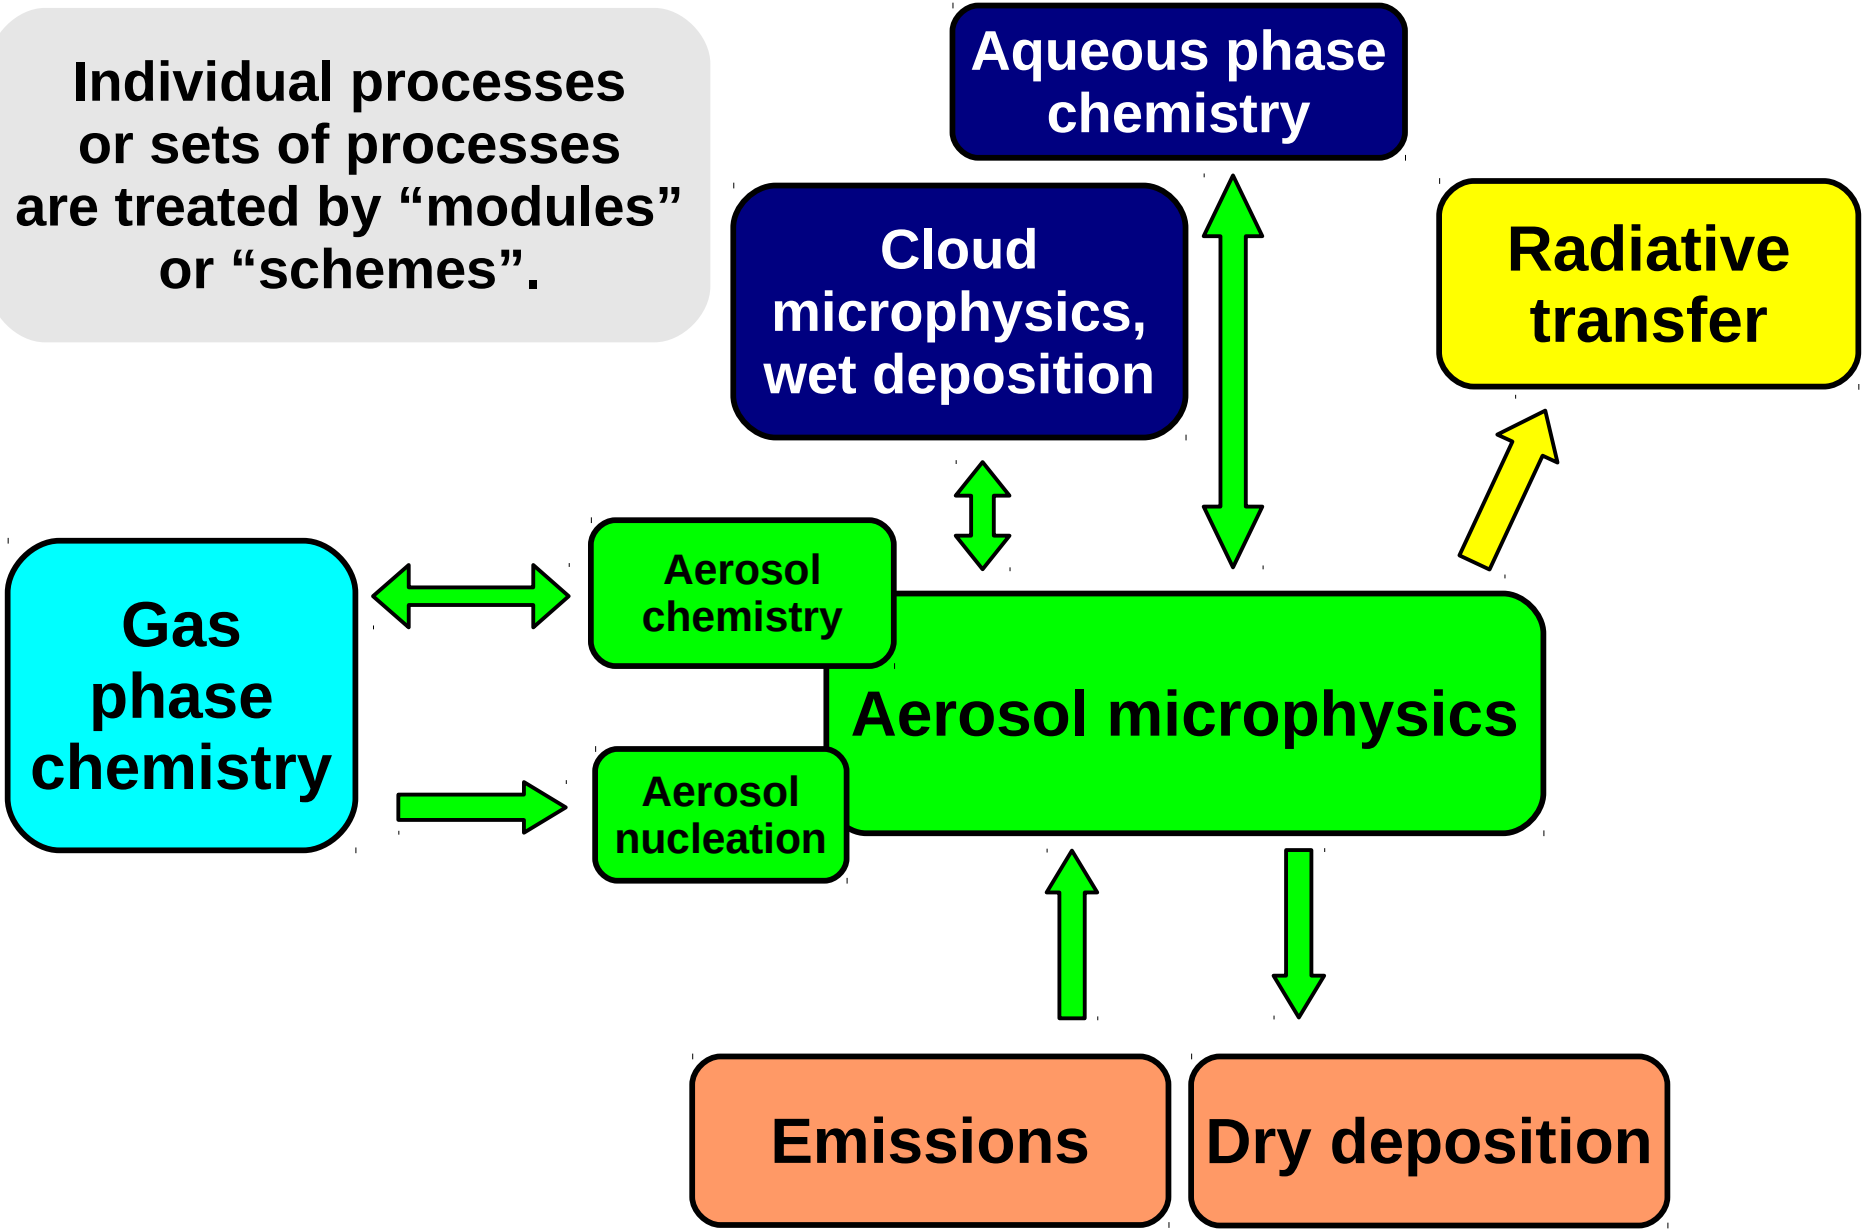 Individual processes
or sets of processes
are treated by “modules”
or “schemes”.
Aqueous phase
chemistry
Cloud
microphysics,
wet deposition
Radiative
transfer
Gas
phase
chemistry
Aerosol
chemistry
Aerosol microphysics
Aerosol
nucleation
Emissions
Dry deposition